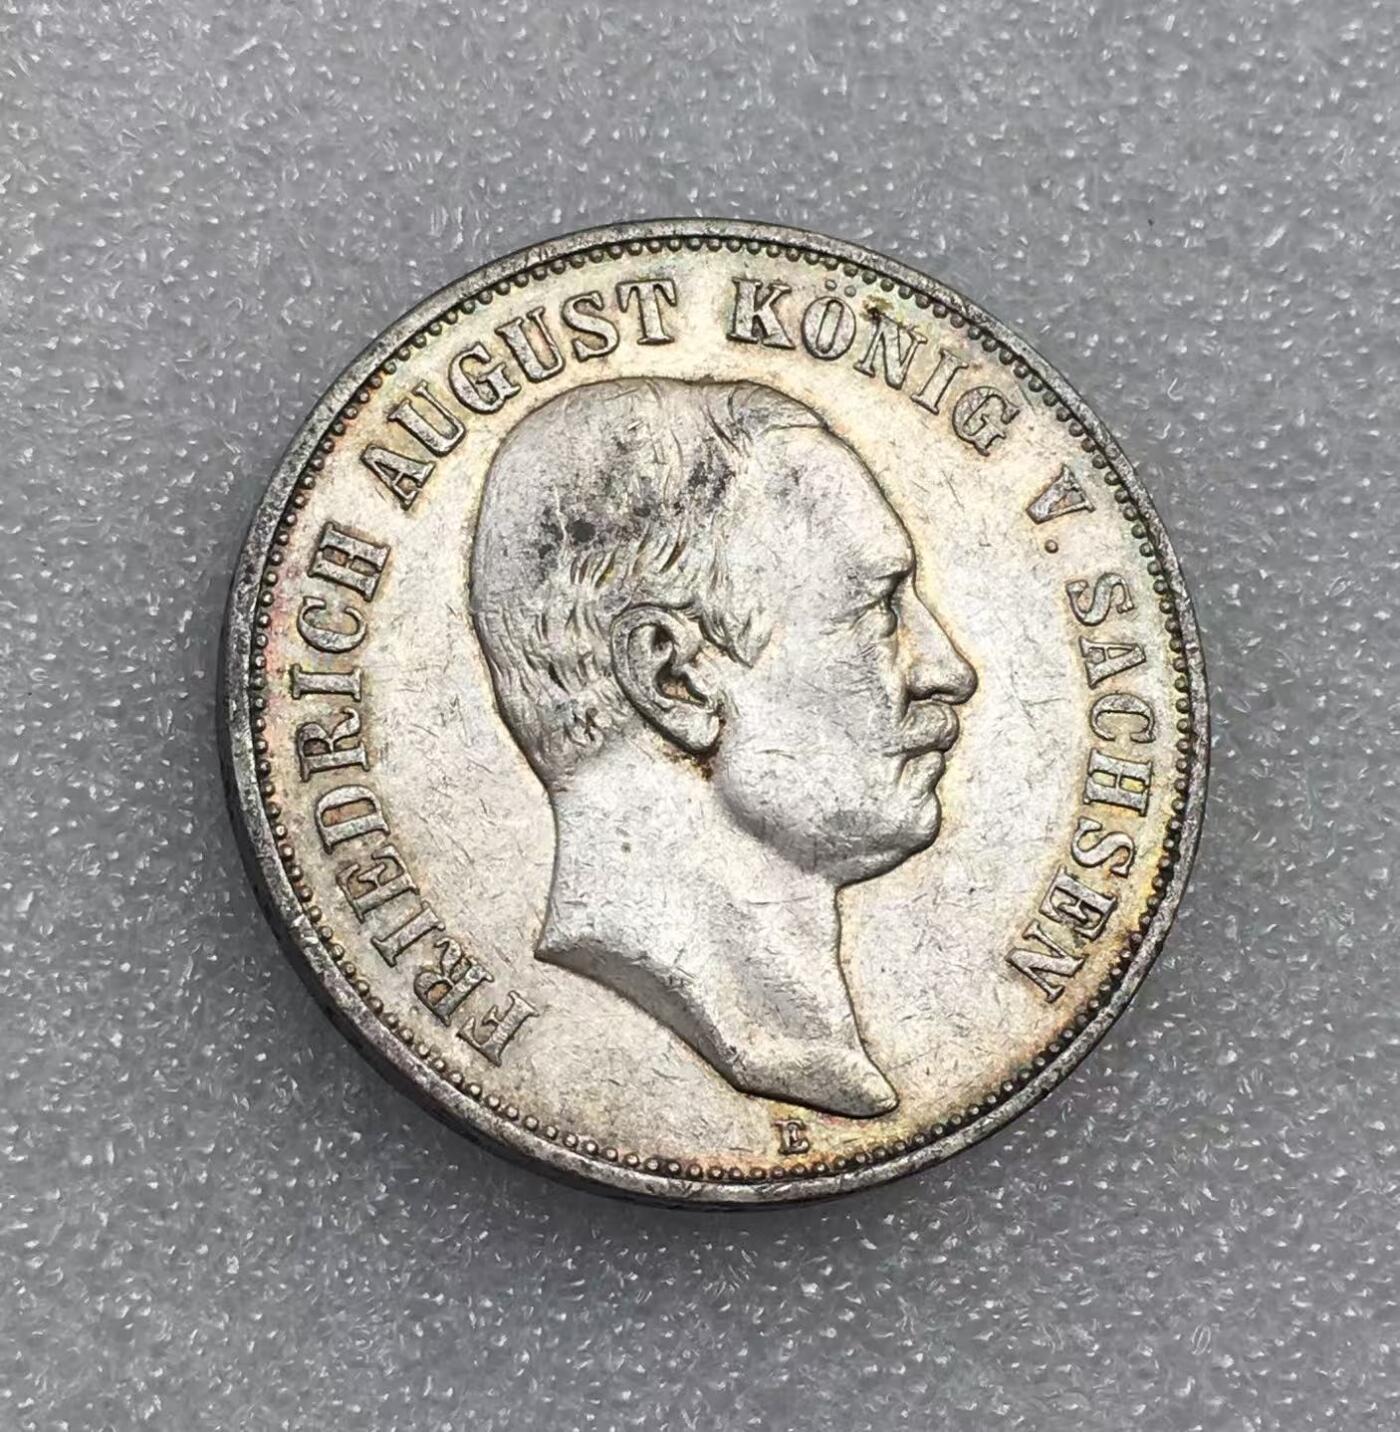 FRIEDRICH AUGUST KÖNIG V. SACHSEN
E